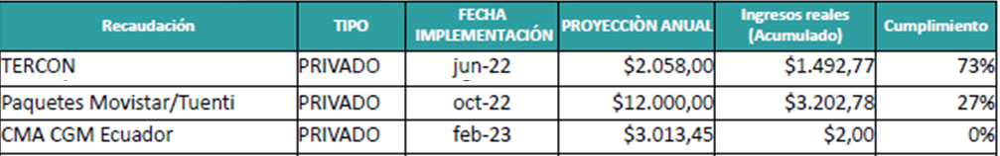 Recaudación TIPO FECHA IMPLEMENTACIÓN PROYECCIÒN ANUAL Ingresos reales (Acumulado) Cumplimiento
TERCON PRIVADO jun-22 $2.058,00 $1.492,77 73%
Paquetes Movistar/Tuenti PRIVADO oct-22 $12.000,00 $3.202,78 27%
CMA CGM Ecuador PRIVADO feb-23 $3.013,45 $2,00 0%